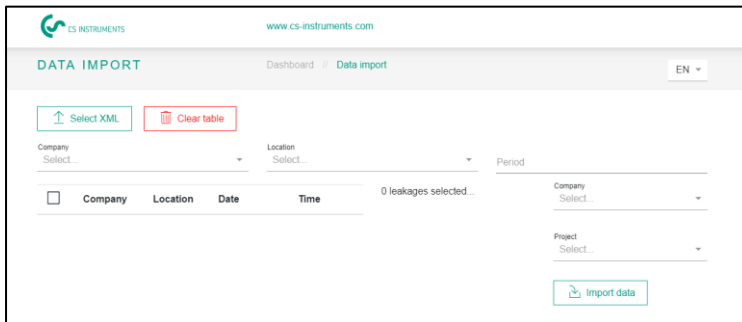 CS INSTRUMENTS
www.cs-instruments.com
DATA IMPORT
Dashboard
Data import
EN
Select XML
Clear table
Company
Select...
Location
Select...
Period
Company Location Date Time
0 leakages selected...
Company
Select...
Project
Select...
Import data